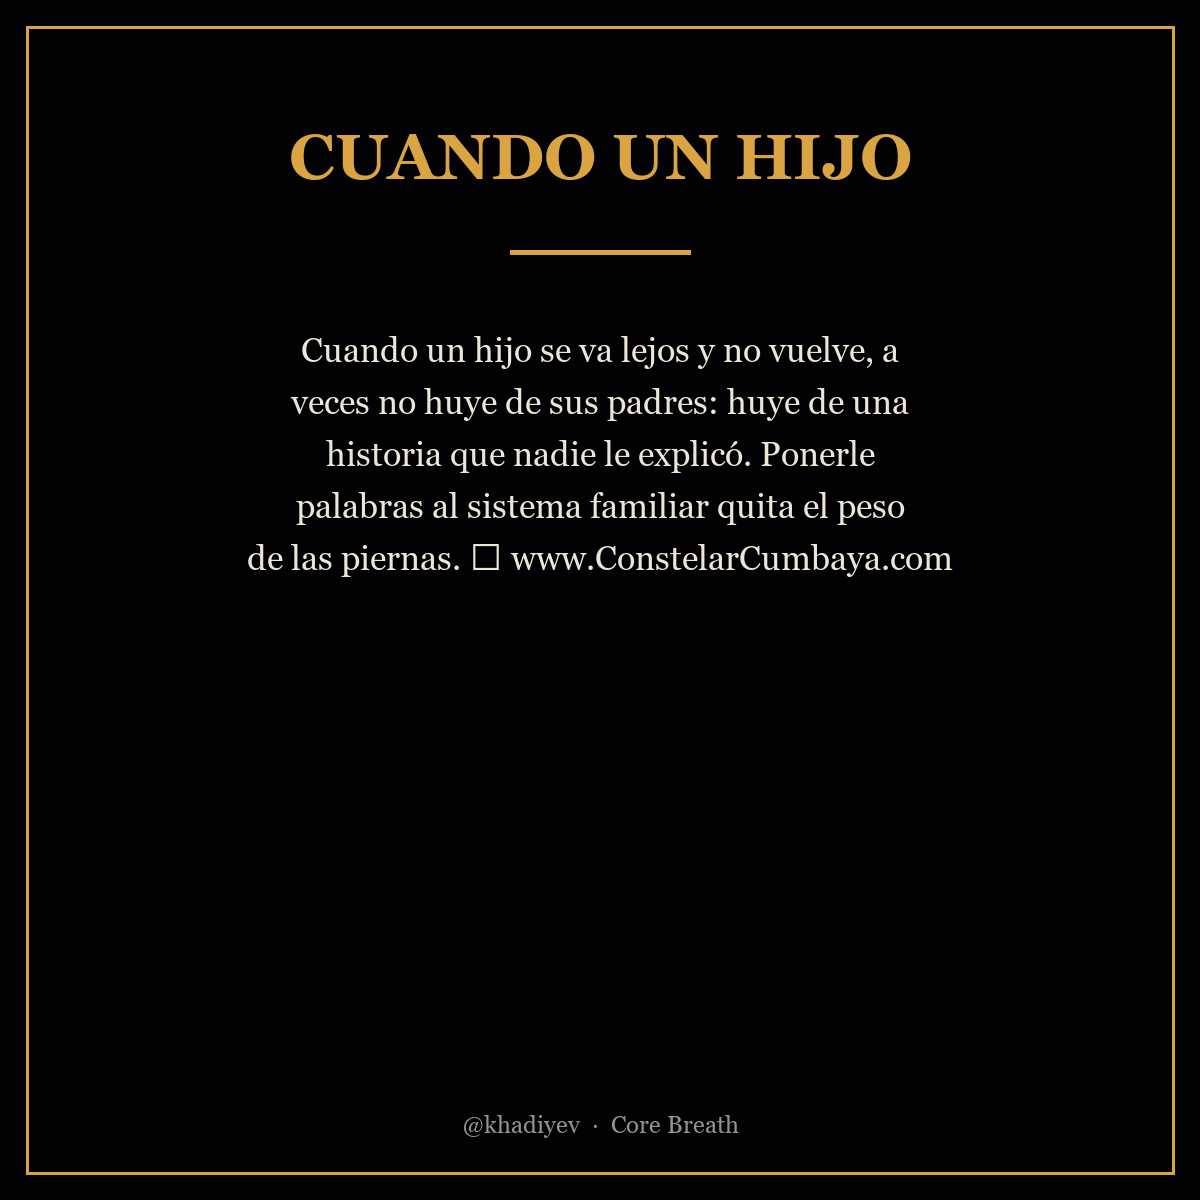 CUANDO UN HIJO
Cuando un hijo se va lejos y no vuelve, a
veces no huye de sus padres: huye de una
historia que nadie le explicó. Ponerle
palabras al sistema familiar quita el peso
de las piernas. □ www.ConstelarCumbaya.com
@khadiyev · Core Breath